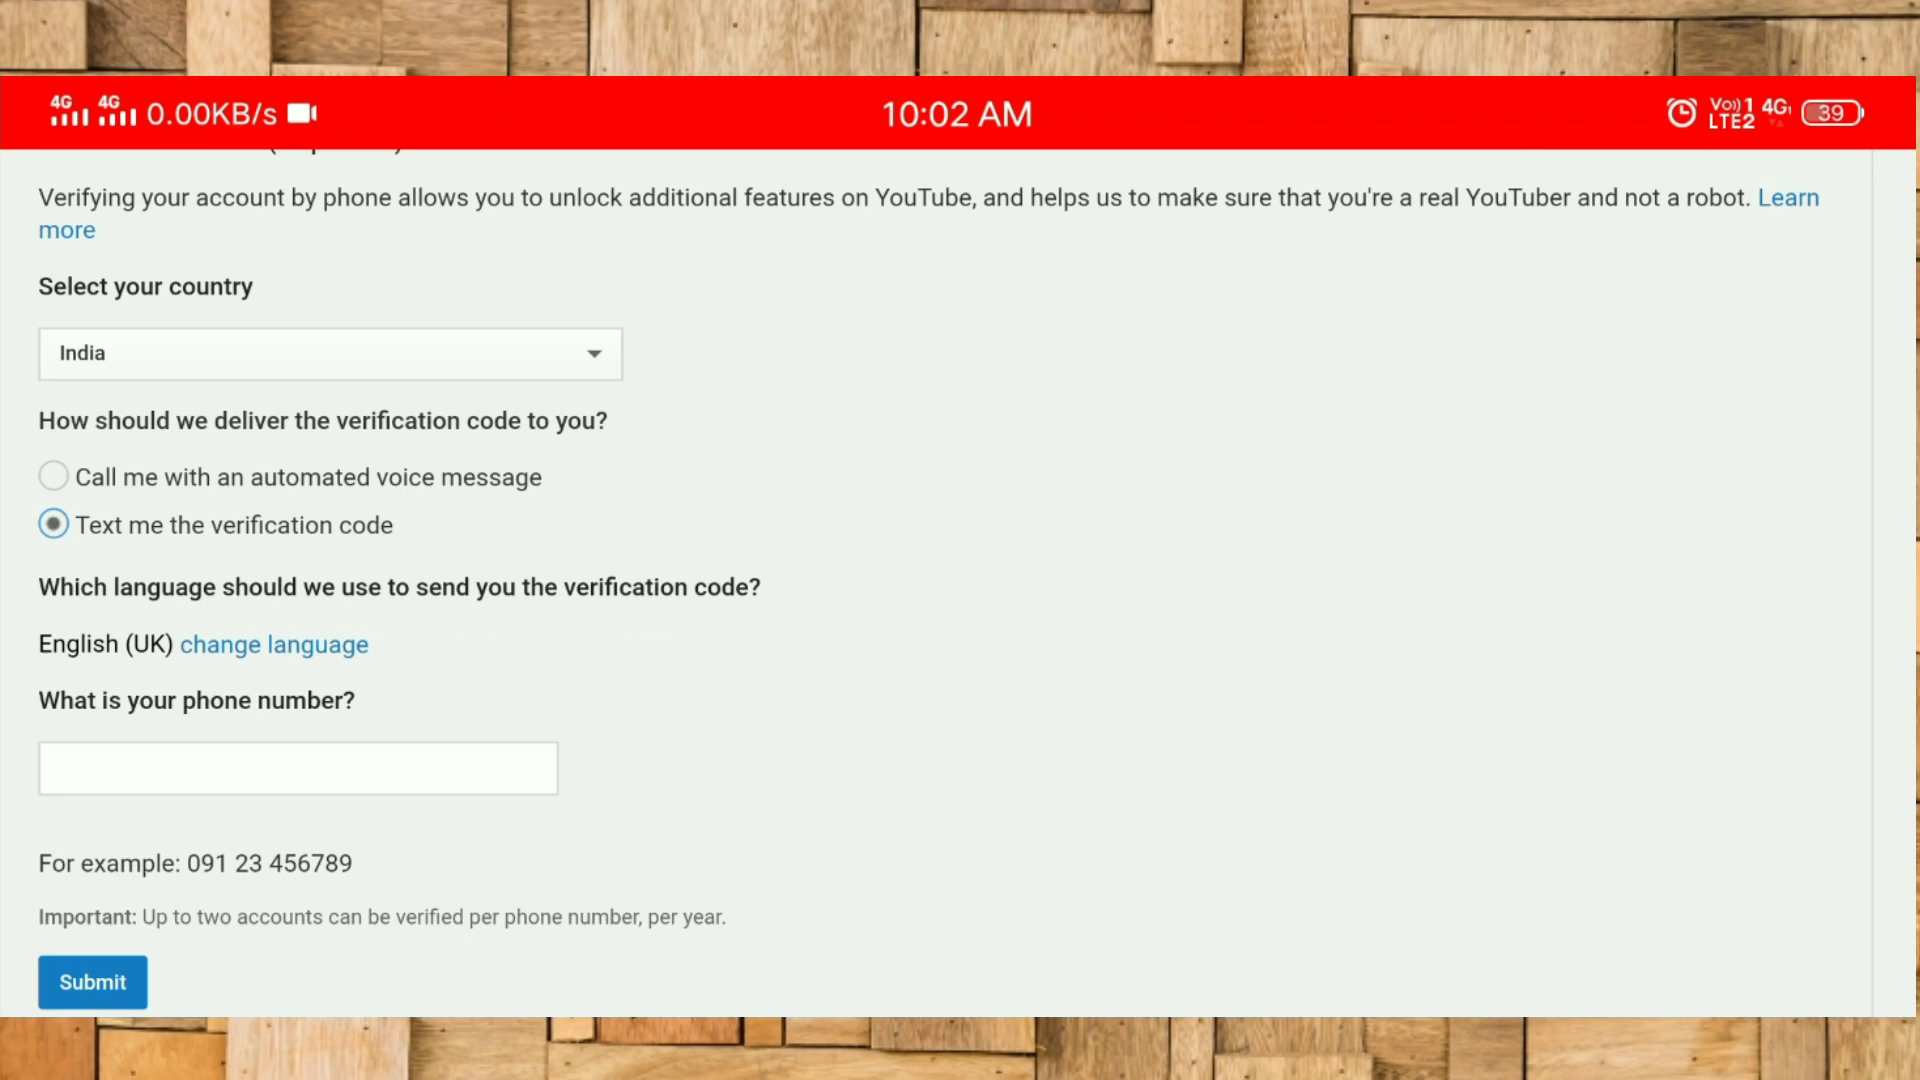 4G 4G 0.00KB/s 10:02 AM Vo)) 1 LTE2 4G 39
Verifying your account by phone allows you to unlock additional features on YouTube, and helps us to make sure that you're a real YouTuber and not a robot. Learn
more
Select your country
India
How should we deliver the verification code to you?
Call me with an automated voice message
Text me the verification code
Which language should we use to send you the verification code?
English (UK) change language
What is your phone number?
For example: 091 23 456789
Important: Up to two accounts can be verified per phone number, per year.
Submit